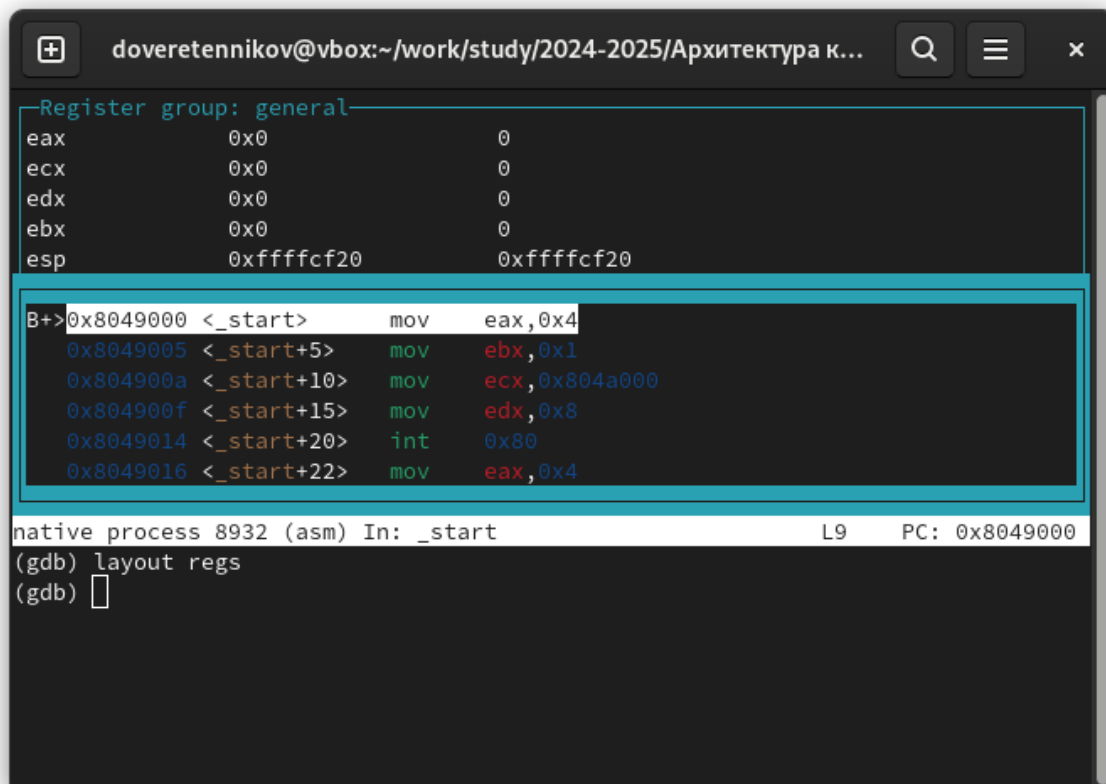 doveretennikov@vbox:~/work/study/2024-2025/Архитектура к...
Register group: general
eax 0x0 0
ecx 0x0 0
edx 0x0 0
ebx 0x0 0
esp 0xffffcf20 0xffffcf20
B+>0x8049000 <_start> mov eax,0x4
0x8049005 <_start+5> mov ebx,0x1
0x804900a <_start+10> mov ecx,0x804a000
0x804900f <_start+15> mov edx,0x8
0x8049014 <_start+20> int 0x80
0x8049016 <_start+22> mov eax,0x4
native process 8932 (asm) In: _start L9 PC: 0x8049000
(gdb) layout regs
(gdb)